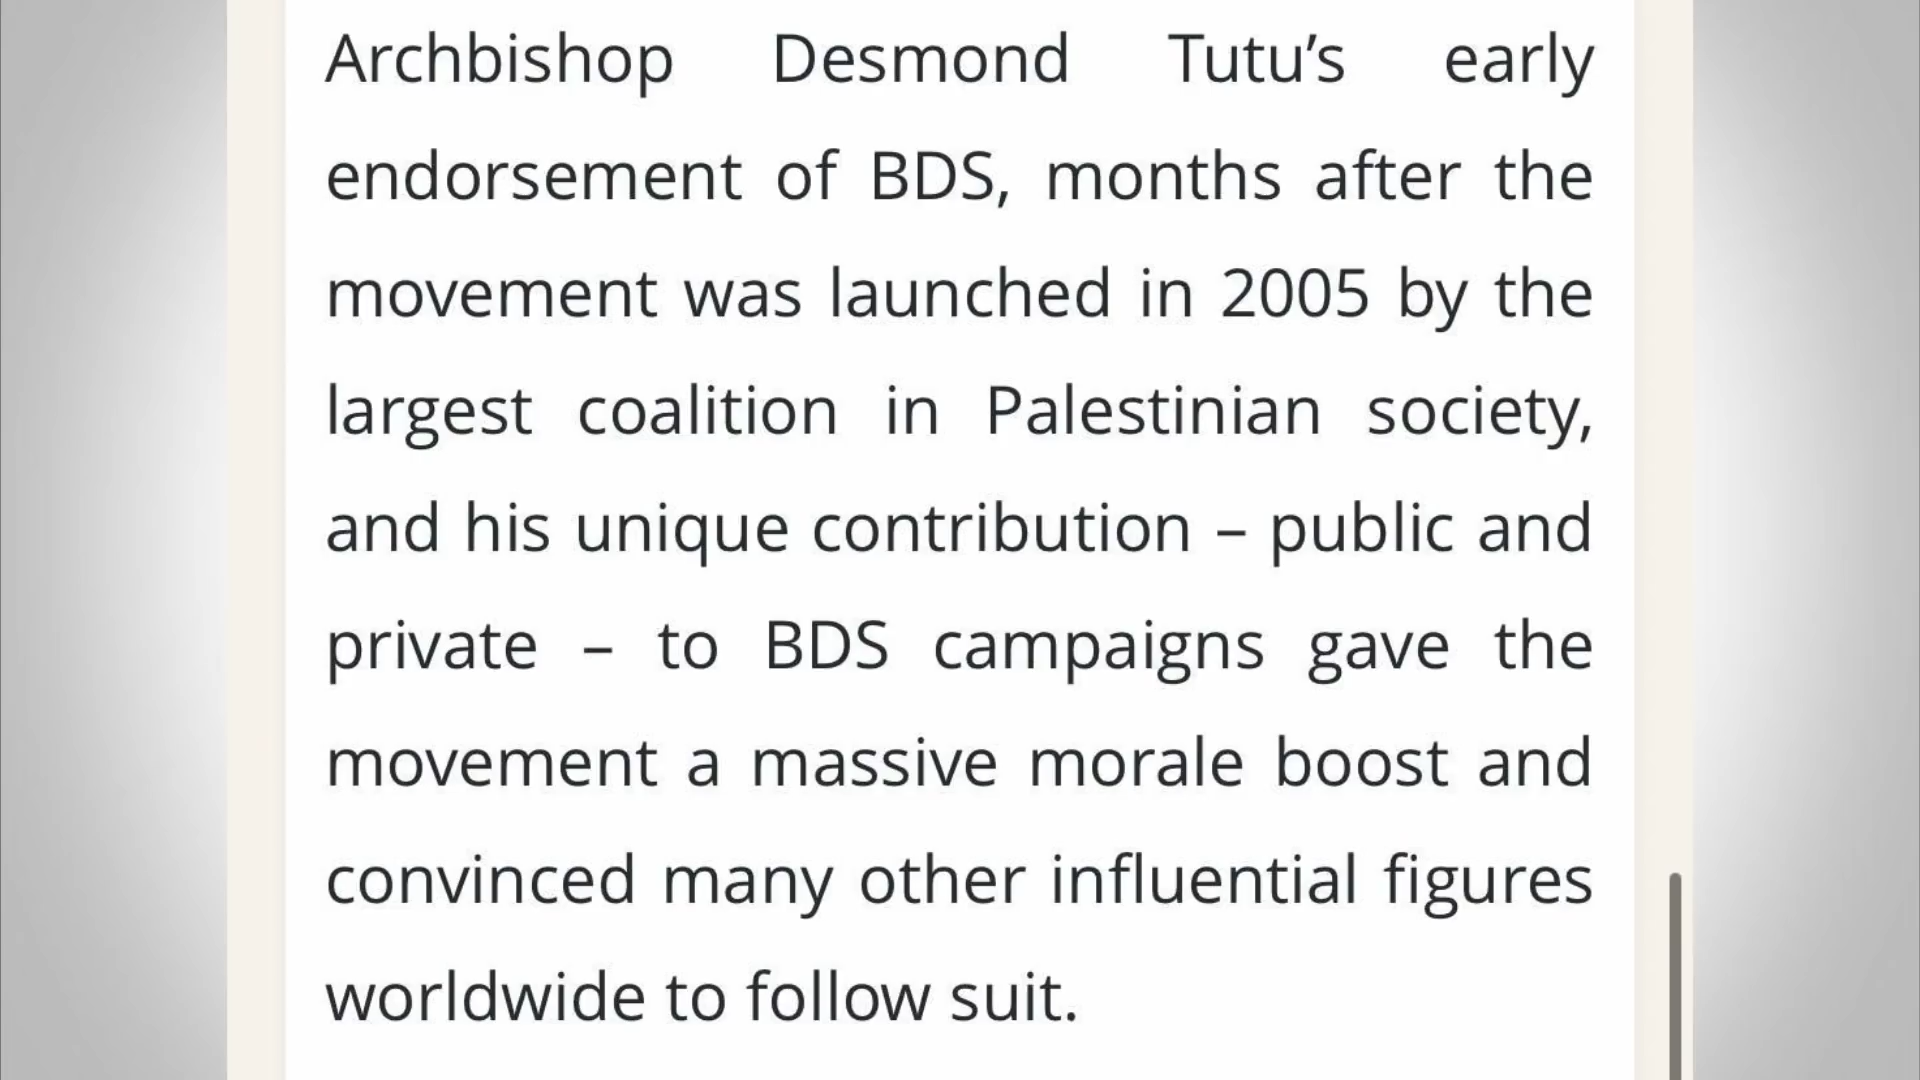 Archbishop Desmond Tutu’s early
endorsement of BDS, months after the
movement was launched in 2005 by the
largest coalition in Palestinian society,
and his unique contribution – public and
private – to BDS campaigns gave the
movement a massive morale boost and
convinced many other influential figures
worldwide to follow suit.